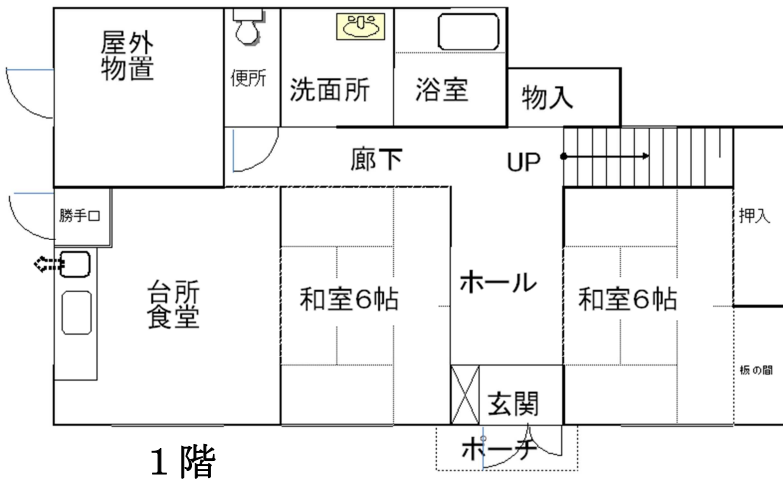 屋外
物置
便所
洗面所
浴室
物入
廊下
UP
勝手口
押入
台所
食堂
和室6帖
ホール
和室6帖
板の間
玄関
ポーチ
1階